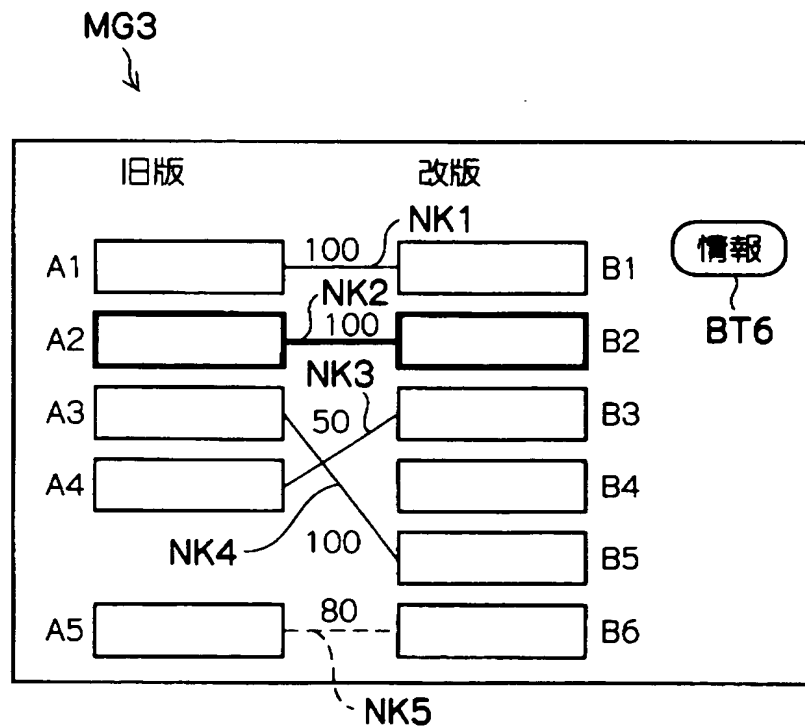 MG3
旧版 改版
A1 100 NK1 B1 情報
A2 NK2 100 B2 BT6
A3 NK3 50 B3
A4 B4
NK4 100 B5
A5 80 B6
NK5